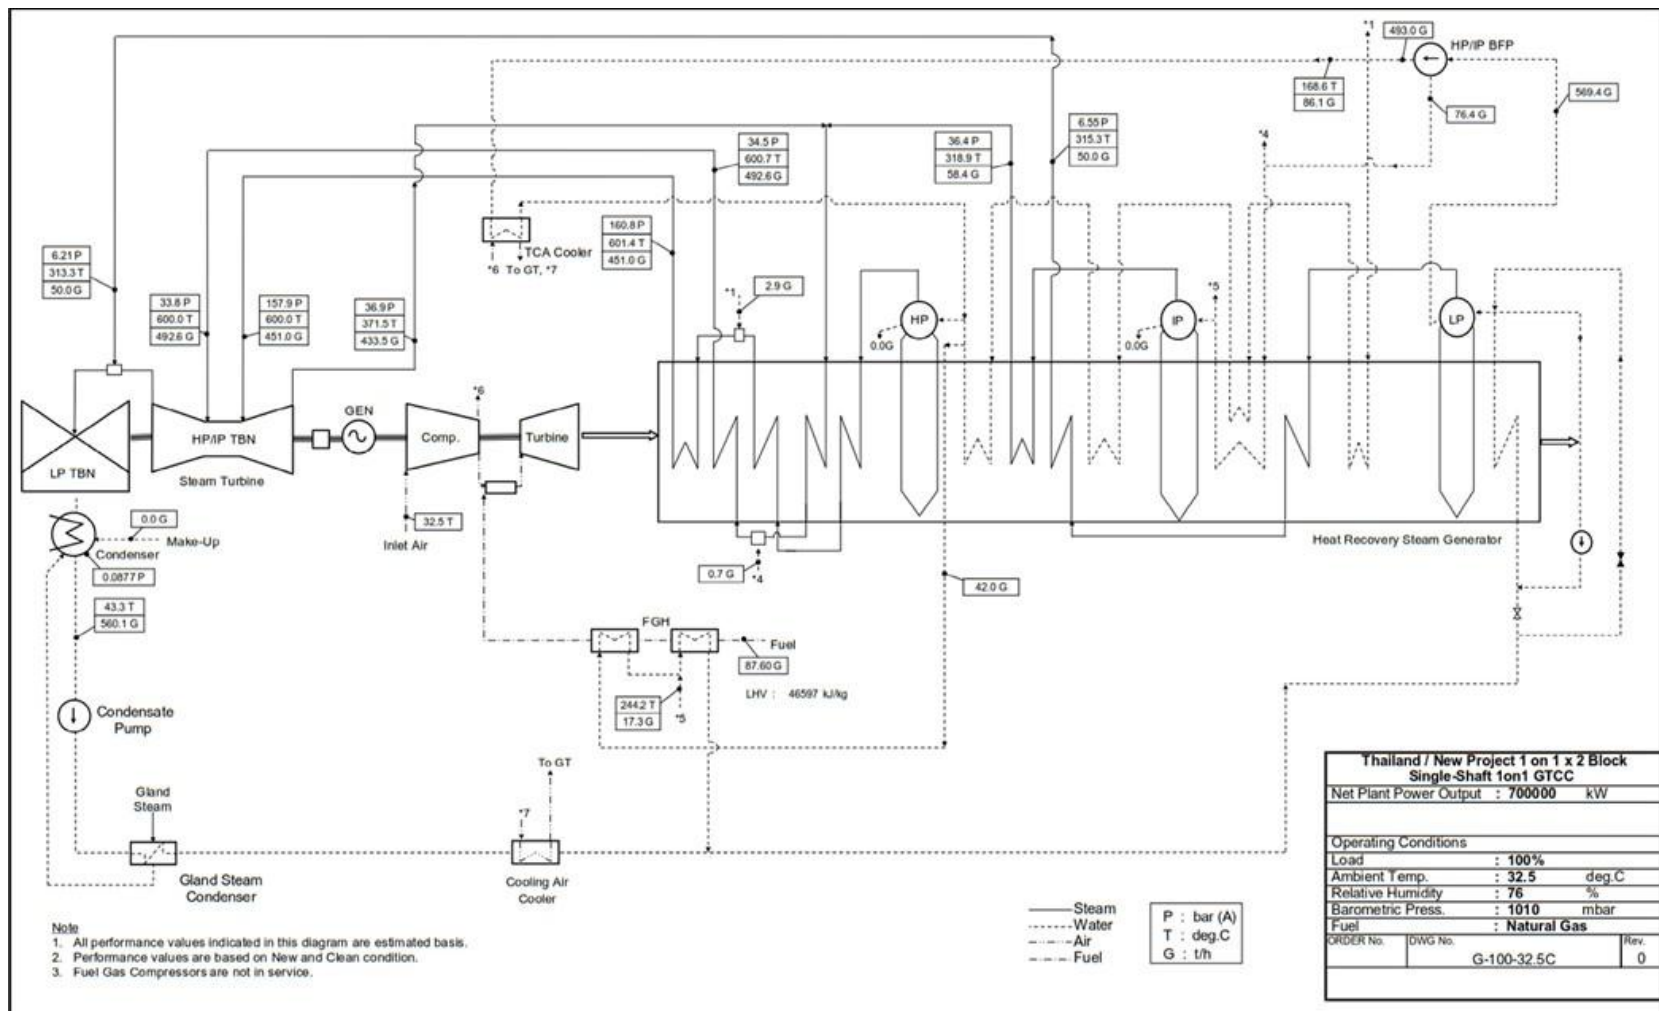 *1
493.0 G
HP/IP BFP
168.6 T
86.1 G
569.4 G
76.4 G
*4
34.5 P
600.7 T
492.6 G
36.4 P
318.9 T
58.4 G
6.55 P
315.3 T
50.0 G
6.21 P
313.3 T
50.0 G
TCA Cooler
*6 To GT, *7
160.8 P
601.4 T
451.0 G
33.8 P
600.0 T
492.6 G
157.9 P
600.0 T
451.0 G
36.9 P
371.5 T
433.5 G
*1
2.9 G
HP
0.0G
IP
*5
0.0G
LP
*6
GEN
HP/IP TBN
Comp.
Turbine
LP TBN
Steam Turbine
0.0 G
Make-Up
Condenser
0.0877 P
32.5 T
Inlet Air
Heat Recovery Steam Generator
0.7 G
*4
42.0 G
43.3 T
560.1 G
FGH
Fuel
87.60 G
LHV : 46597 kJ/kg
244.2 T
17.3 G
*5
Condensate
Pump
To GT
Gland
Steam
*7
Gland Steam
Condenser
Cooling Air
Cooler
Thailand / New Project 1 on 1 x 2 Block
Single-Shaft 1on1 GTCC
Net Plant Power Output : 700000 kW
Operating Conditions
Load : 100%
Ambient Temp. : 32.5 deg.C
Relative Humidity : 76 %
Barometric Press. : 1010 mbar
Fuel : Natural Gas
ORDER No. DWG No. Rev.
G-100-32.5C 0
Steam
Water
Air
Fuel
P : bar (A)
T : deg.C
G : t/h
Note
1. All performance values indicated in this diagram are estimated basis.
2. Performance values are based on New and Clean condition.
3. Fuel Gas Compressors are not in service.